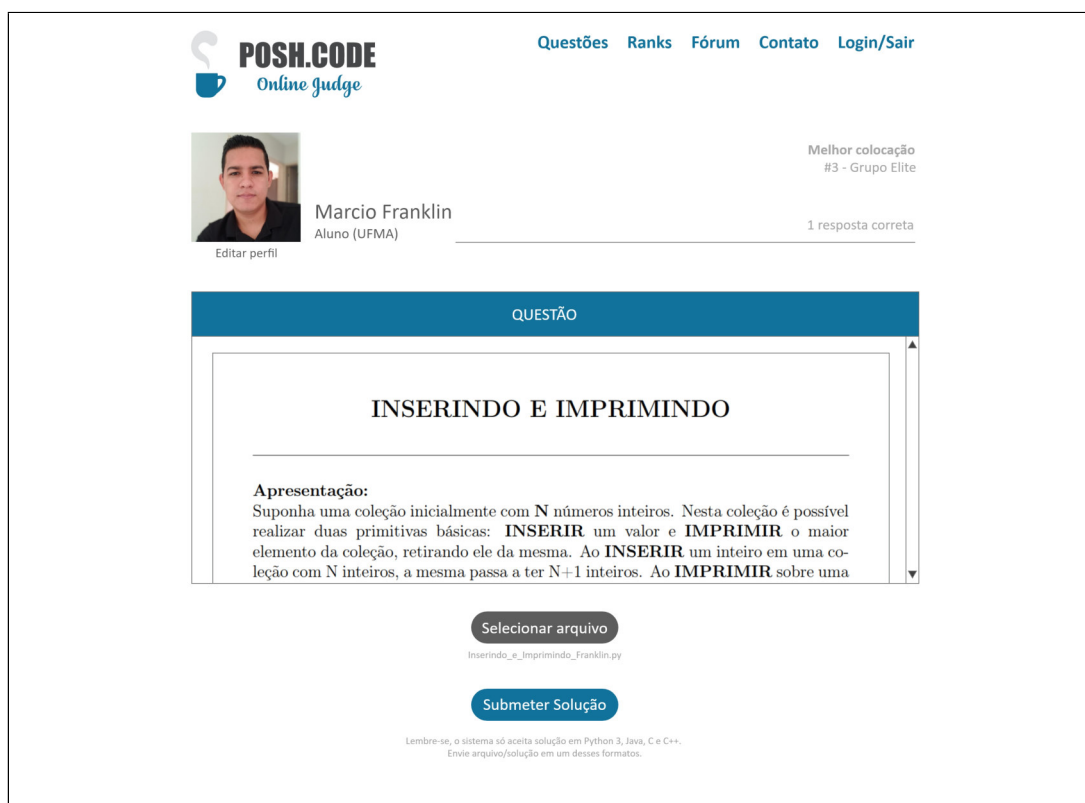 POSH.CODE
Online Judge
Questões Ranks Fórum Contato Login/Sair
Melhor colocação
#3 - Grupo Elite
Marcio Franklin
Aluno (UFMA)
1 resposta correta
Editar perfil
QUESTÃO
INSERINDO E IMPRIMINDO
Apresentação:
Suponha uma coleção inicialmente com N números inteiros. Nesta coleção é possível
realizar duas primitivas básicas: INSERIR um valor e IMPRIMIR o maior
elemento da coleção, retirando ele da mesma. Ao INSERIR um inteiro em uma co-
leção com N inteiros, a mesma passa a ter N+1 inteiros. Ao IMPRIMIR sobre uma
Selecionar arquivo
Inserindo_e_Imprimindo_Franklin.py
Submeter Solução
Lembre-se, o sistema só aceita solução em Python 3, Java, C e C++.
Envie arquivo/solução em um desses formatos.